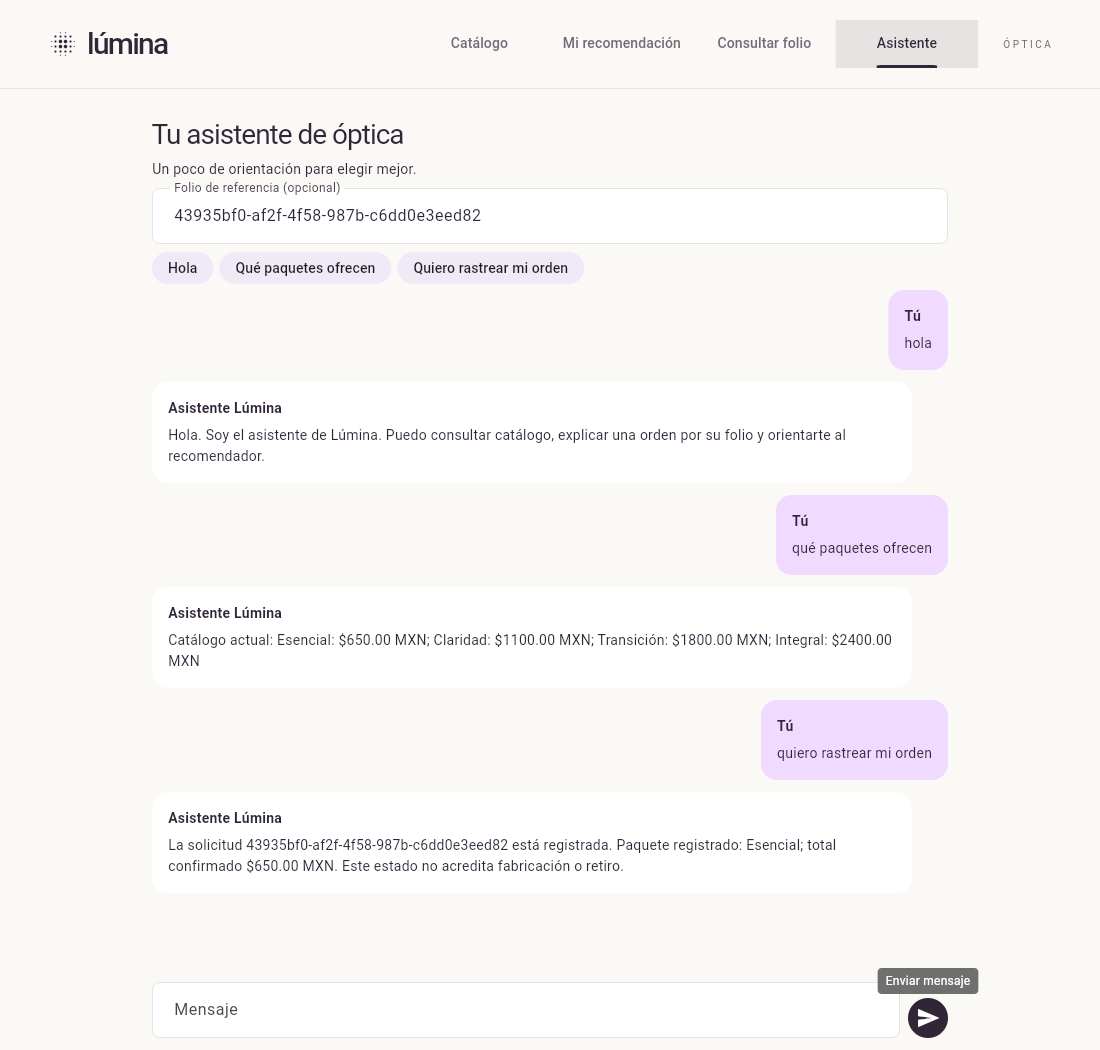 lúmina
Catálogo
Mi recomendación
Consultar folio
Asistente
ÓPTICA
Tu asistente de óptica
Un poco de orientación para elegir mejor.
Folio de referencia (opcional)
43935bf0-af2f-4f58-987b-c6dd0e3eed82
Hola
Qué paquetes ofrecen
Quiero rastrear mi orden
Tú
hola
Asistente Lúmina
Hola. Soy el asistente de Lúmina. Puedo consultar catálogo, explicar una orden por su folio y orientarte al
recomendador.
Tú
qué paquetes ofrecen
Asistente Lúmina
Catálogo actual: Esencial: $650.00 MXN; Claridad: $1100.00 MXN; Transición: $1800.00 MXN; Integral: $2400.00
MXN
Tú
quiero rastrear mi orden
Asistente Lúmina
La solicitud 43935bf0-af2f-4f58-987b-c6dd0e3eed82 está registrada. Paquete registrado: Esencial; total
confirmado $650.00 MXN. Este estado no acredita fabricación o retiro.
Enviar mensaje
Mensaje